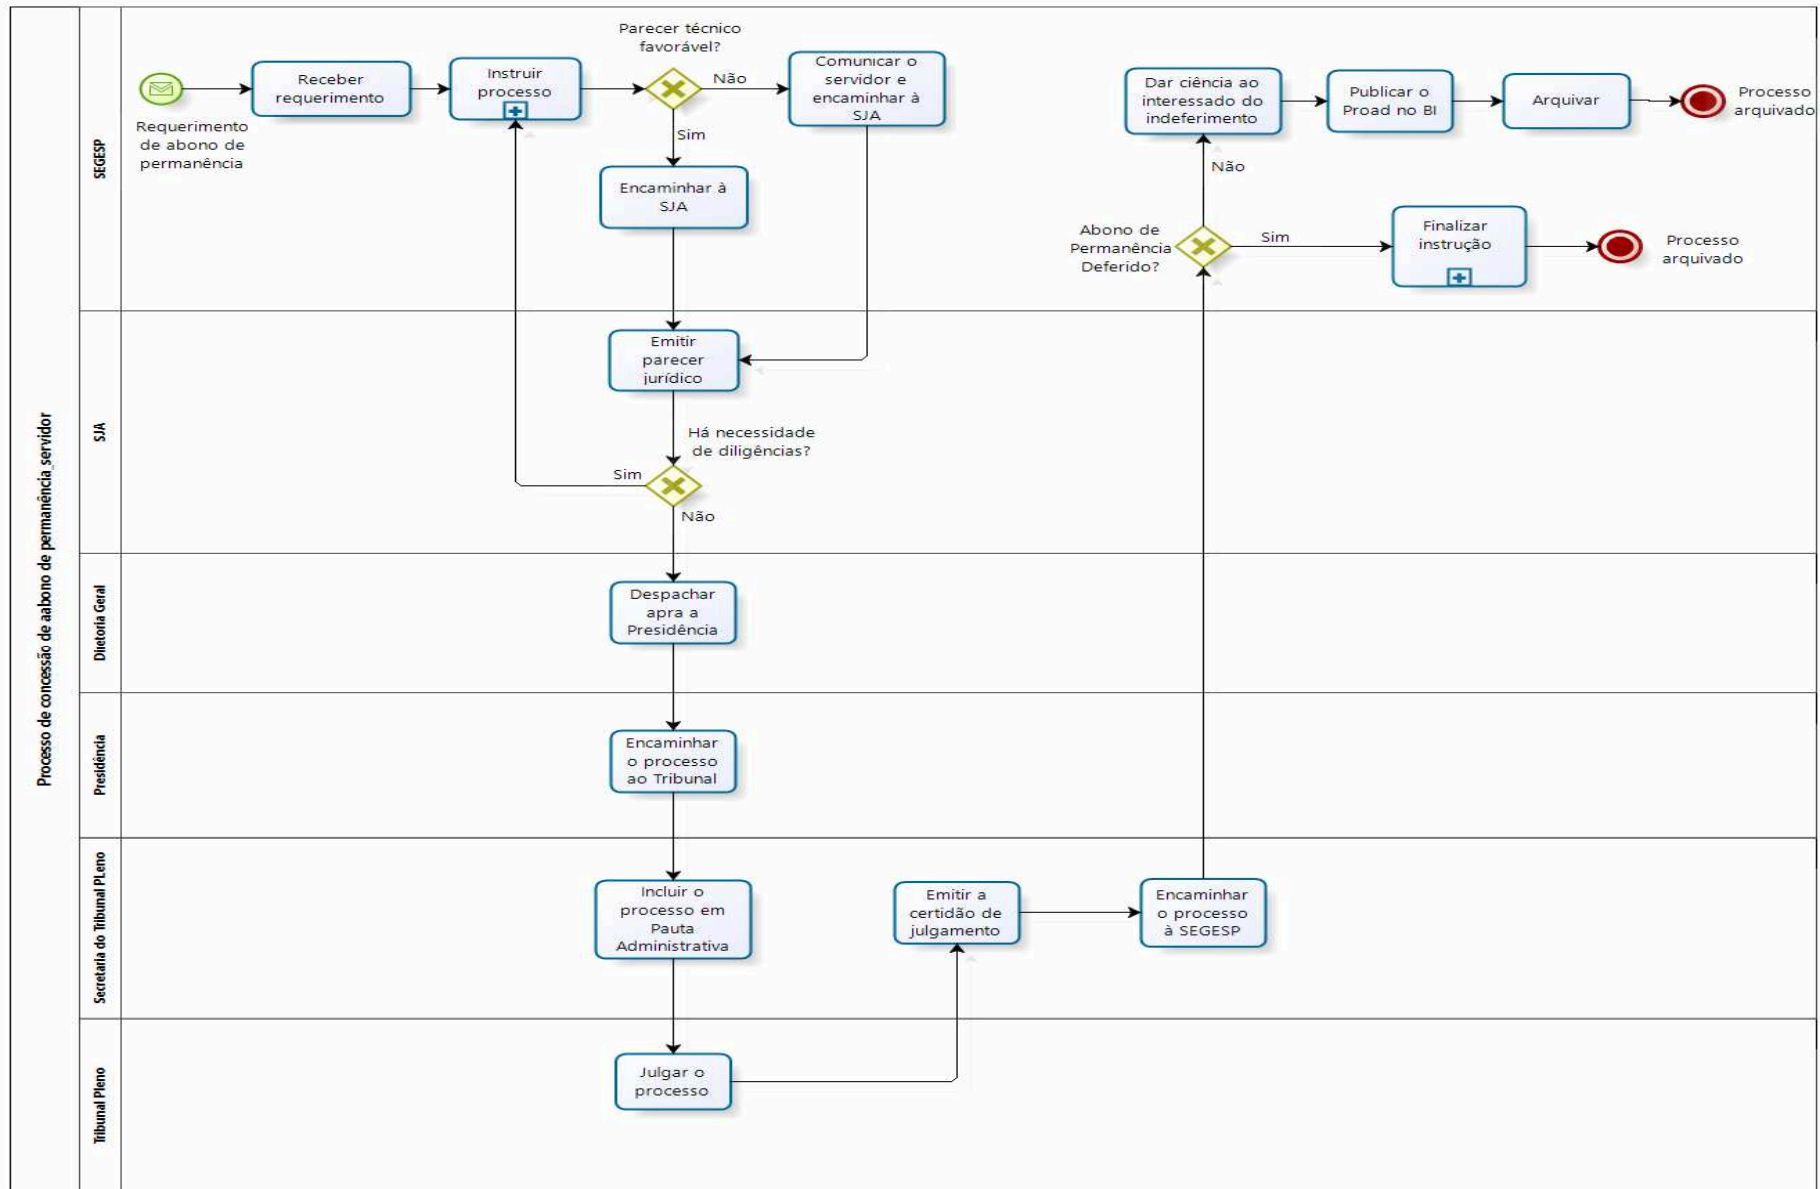 Processo de concessão de aabono de permanência_servidor
SEGESP
Requerimento
de abono de
permanência
Receber
requerimento
Instruir
processo
Parecer técnico
favorável?
Não
Sim
Comunicar o
servidor e
encaminhar à
SJA
Encaminhar à
SJA
Dar ciência ao
interessado do
indeferimento
Publicar o
Proad no BI
Arquivar
Processo
arquivado
Não
Abono de
Permanência
Deferido?
Sim
Finalizar
instrução
Processo
arquivado
SJA
Emitir
parecer
jurídico
Há necessidade
de diligências?
Sim
Não
Diretoria Geral
Despachar
apra a
Presidência
Presidência
Encaminhar
o processo
ao Tribunal
Secretaria do Tribunal PLeno
Incluir o
processo em
Pauta
Administrativa
Emitir a
certidão de
julgamento
Encaminhar
o processo
à SEGESP
Tribunal Pleno
Julgar o
processo